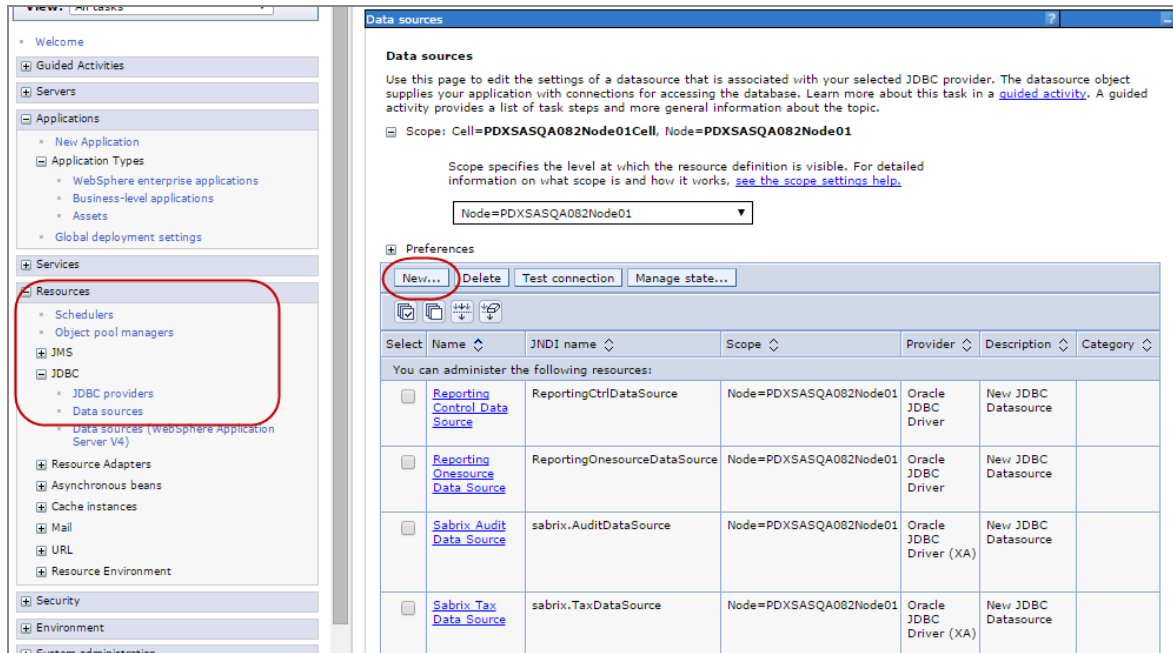 View: All tasks
Welcome
Guided Activities
Servers
Applications
New Application
Application Types
WebSphere enterprise applications
Business-level applications
Assets
Global deployment settings
Services
Resources
Schedulers
Object pool managers
JMS
JDBC
JDBC providers
Data sources
Data sources (WebSphere Application
Server V4)
Resource Adapters
Asynchronous beans
Cache instances
Mail
URL
Resource Environment
Security
Environment
System administration
Data sources ?
Data sources
Use this page to edit the settings of a datasource that is associated with your selected JDBC provider. The datasource object
supplies your application with connections for accessing the database. Learn more about this task in a guided activity. A guided
activity provides a list of task steps and more general information about the topic.
Scope: Cell=PDXSASQA082Node01Cell, Node=PDXSASQA082Node01
Scope specifies the level at which the resource definition is visible. For detailed
information on what scope is and how it works, see the scope settings help.
Node=PDXSASQA082Node01
Preferences
New... Delete Test connection Manage state...
Select Name JNDI name Scope Provider Description Category
You can administer the following resources:
Reporting ReportingCtrlDataSource Node=PDXSASQA082Node01 Oracle New JDBC
Control Data JDBC Datasource
Source Driver
Reporting ReportingOnesourceDataSource Node=PDXSASQA082Node01 Oracle New JDBC
Onesource JDBC Datasource
Data Source Driver
Sabrix Audit sabrix.AuditDataSource Node=PDXSASQA082Node01 Oracle New JDBC
Data Source JDBC Datasource
Driver (XA)
Sabrix Tax sabrix.TaxDataSource Node=PDXSASQA082Node01 Oracle New JDBC
Data Source JDBC Datasource
Driver (XA)